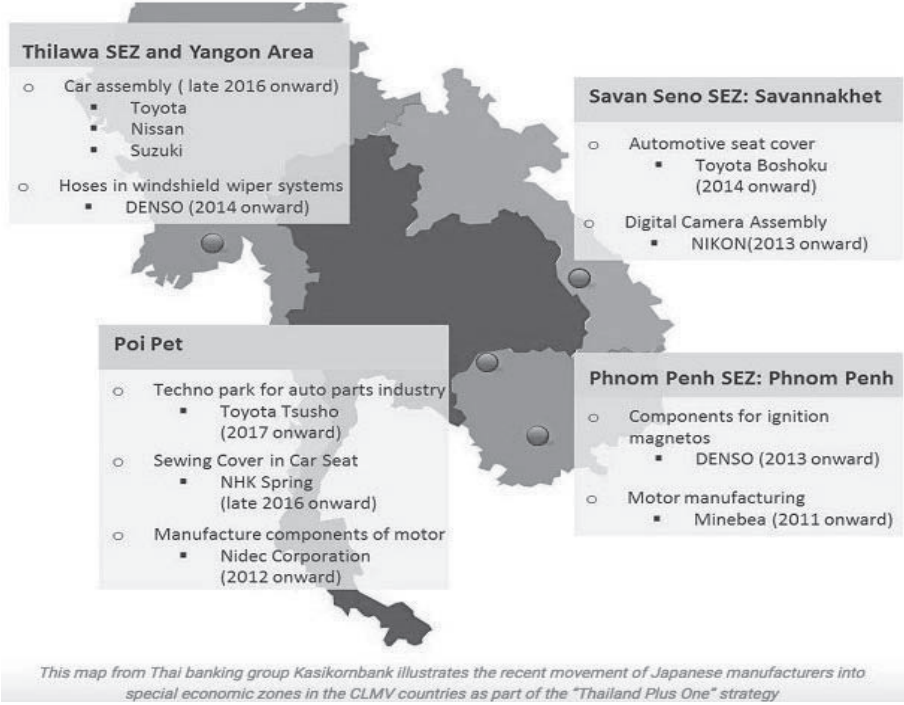 Thilawa SEZ and Yangon Area
○ Car assembly ( late 2016 onward)
▪ Toyota
▪ Nissan
▪ Suzuki
○ Hoses in windshield wiper systems
▪ DENSO (2014 onward)
Savan Seno SEZ: Savannakhet
○ Automotive seat cover
▪ Toyota Boshoku
(2014 onward)
○ Digital Camera Assembly
▪ NIKON(2013 onward)
Poi Pet
○ Techno park for auto parts industry
▪ Toyota Tsusho
(2017 onward)
○ Sewing Cover in Car Seat
▪ NHK Spring
(late 2016 onward)
○ Manufacture components of motor
▪ Nidec Corporation
(2012 onward)
Phnom Penh SEZ: Phnom Penh
○ Components for ignition
magnetos
▪ DENSO (2013 onward)
○ Motor manufacturing
▪ Minebea (2011 onward)
This map from Thai banking group Kasikornbank illustrates the recent movement of Japanese manufacturers into
special economic zones in the CLMV countries as part of the "Thailand Plus One" strategy